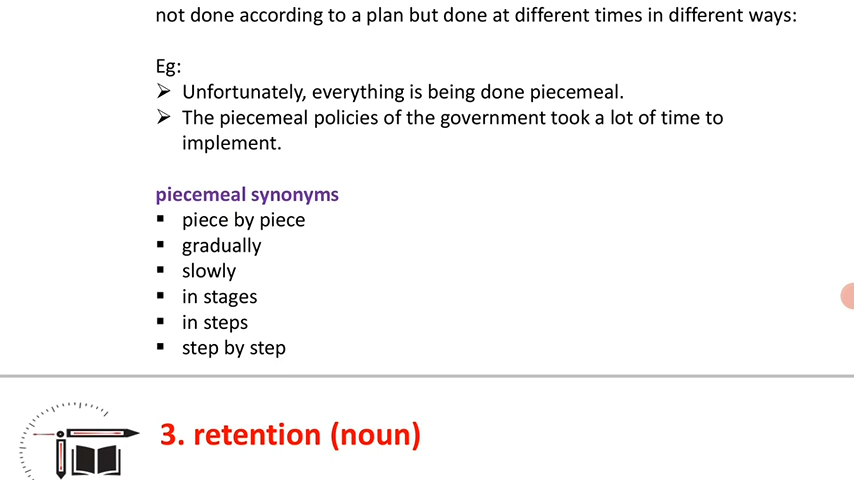 not done according to a plan but done at different times in different ways:
Eg:
➢ Unfortunately, everything is being done piecemeal.
➢ The piecemeal policies of the government took a lot of time to
implement.
piecemeal synonyms
▪ piece by piece
▪ gradually
▪ slowly
▪ in stages
▪ in steps
▪ step by step
3. retention (noun)